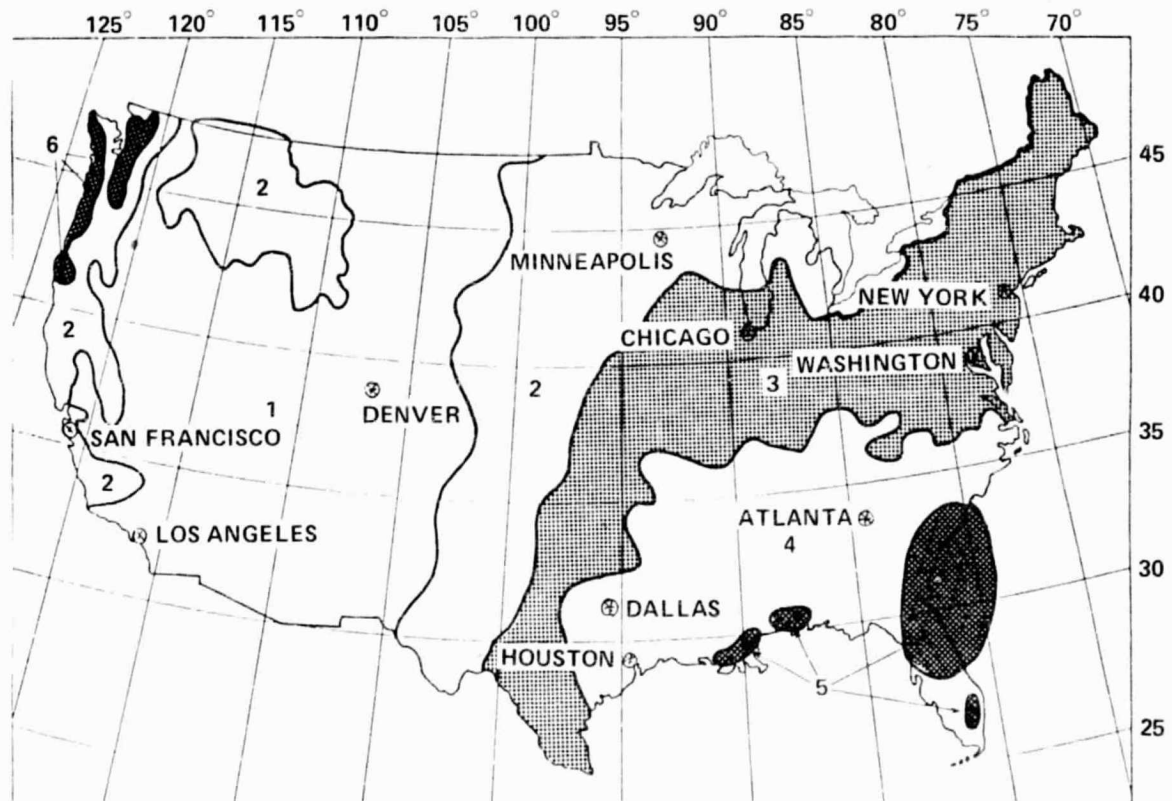 125° 120° 115° 110° 105° 100° 95° 90° 85° 80° 75° 70°
6
45
2
MINNEAPOLIS
NEW YORK
40
2
CHICAGO
WASHINGTON
2
3
DENVER
1
SAN FRANCISCO
35
2
ATLANTA
LOS ANGELES
4
30
DALLAS
HOUSTON
5
25